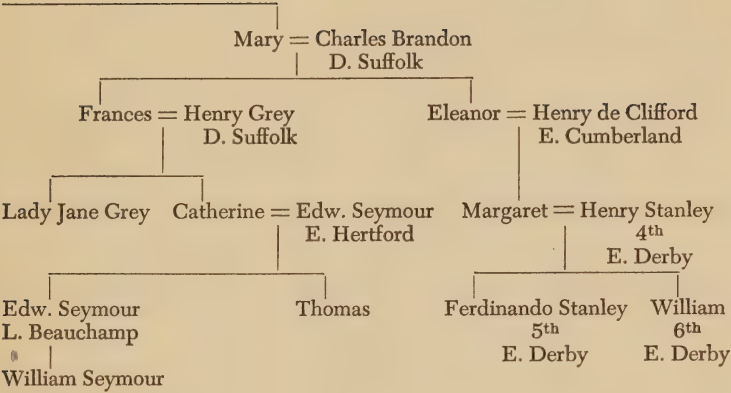 Mary = Charles Brandon
D. Suffolk
Frances = Henry Grey
D. Suffolk
Eleanor = Henry de Clifford
E. Cumberland
Lady Jane Grey
Catherine = Edw. Seymour
E. Hertford
Margaret = Henry Stanley
4th
E. Derby
Edw. Seymour
L. Beauchamp
William Seymour
Thomas
Ferdinando Stanley
5th
E. Derby
William
6th
E. Derby